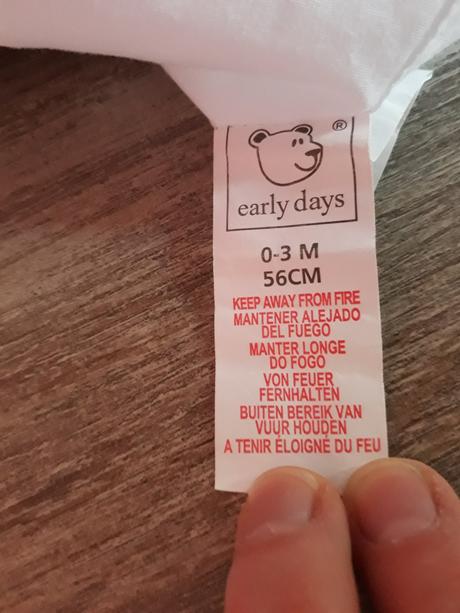 ®
early days
0-3 M
56CM
KEEP AWAY FROM FIRE
MANTENER ALEJADO
DEL FUEGO
MANTER LONGE
DO FOGO
VON FEUER
FERNHALTEN
BUITEN BEREIK VAN
VUUR HOUDEN
A TENIR ÉLOIGNÉ DU FEU